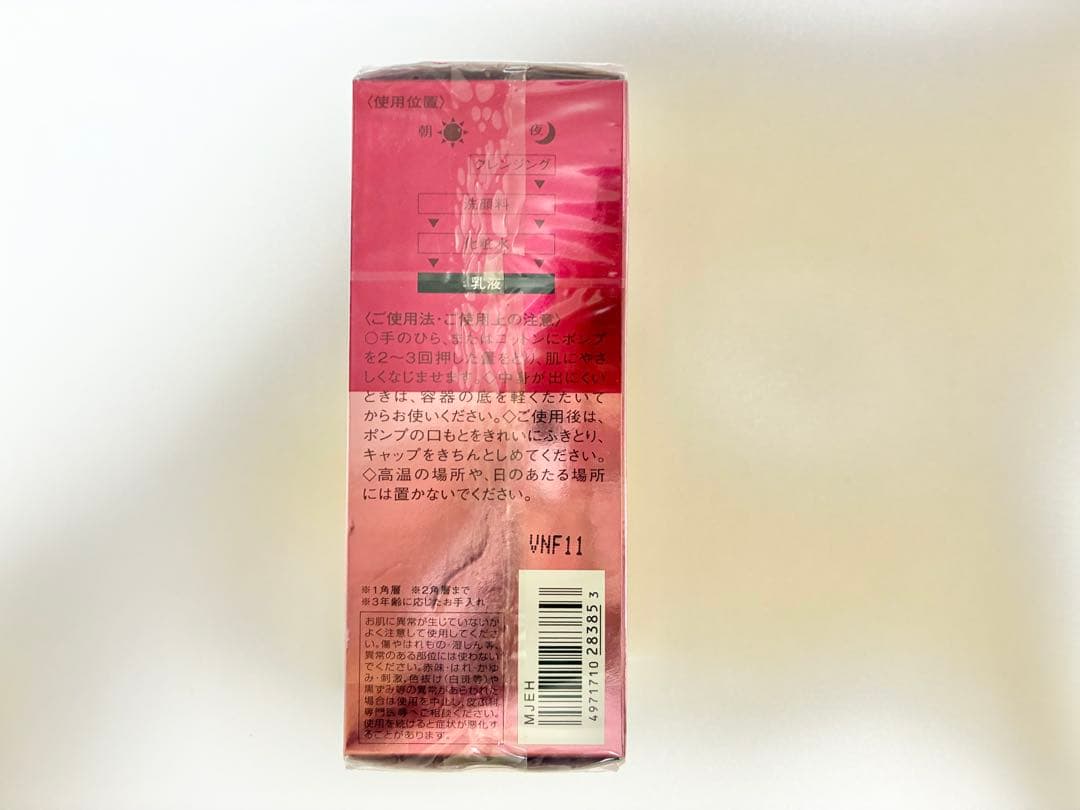 〈使用位置〉
朝 夜
クレンジング
洗顔料
化粧水
乳液
〈ご使用法・ご使用上の注意〉
○手のひら、またはコットンにポンプ
を2〜3回押した量をとり、肌にやさ
しくなじませます。◇中身が出にくい
ときは、容器の底を軽くたたいて
からお使いください。◇ご使用後は、
ポンプの口もとをきれいにふきとり、
キャップをきちんとしめてください。
◇高温の場所や、日のあたる場所
には置かないでください。
VNF11
※1角層 ※2角層まで
※3年齢に応じたお手入れ
お肌に異常が生じていないか
よく注意して使用してくださ
い。傷やはれもの・湿しん等、
異常のある部位には使わない
でください。赤味・はれ・かゆ
み・刺激、色抜け(白斑等)や
黒ずみ等の異常があらわれた
場合は使用を中止し、皮ふ科
専門医等へご相談ください。
使用を続けると症状が悪化す
ることがあります。
MJEH
4971710 283853